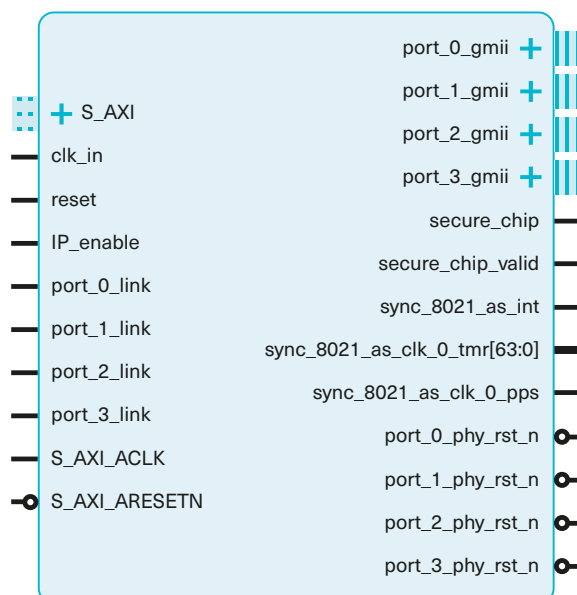 S_AXI
clk_in
reset
IP_enable
port_0_link
port_1_link
port_2_link
port_3_link
S_AXI_ACLK
S_AXI_ARESETN
port_0_gmii
port_1_gmii
port_2_gmii
port_3_gmii
secure_chip
secure_chip_valid
sync_8021_as_int
sync_8021_as_clk_0_tmr[63:0]
sync_8021_as_clk_0_pps
port_0_phy_rst_n
port_1_phy_rst_n
port_2_phy_rst_n
port_3_phy_rst_n